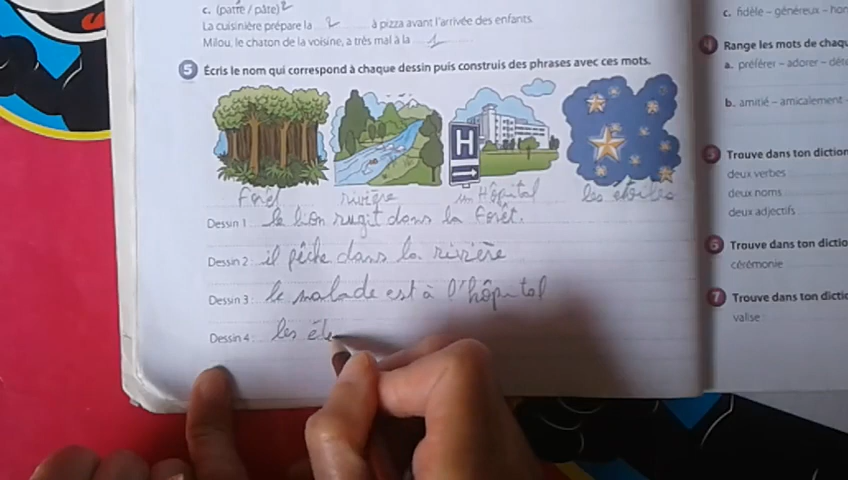 c. (patte / pâte) 2
La cuisinière prépare la 2 à pizza avant l'arrivée des enfants.
Milou, le chaton de la voisine, a très mal à la 1
5 Écris le nom qui correspond à chaque dessin puis construis des phrases avec ces mots.
H
Forêt rivière un Hôpital les étoiles
Dessin 1 : le lion rugit dans la forêt.
Dessin 2 : il pêche dans la rivière
Dessin 3 : le malade est à l'hôpital
Dessin 4 : les éto
c. fidèle – généreux –
4 Range les mots de
a. préférer – adorer –
b. amitié – amicalement –
5 Trouve dans ton
deux verbes
deux noms
deux adjectifs
6 Trouve dans ton
cérémonie
7 Trouve dans ton
valise